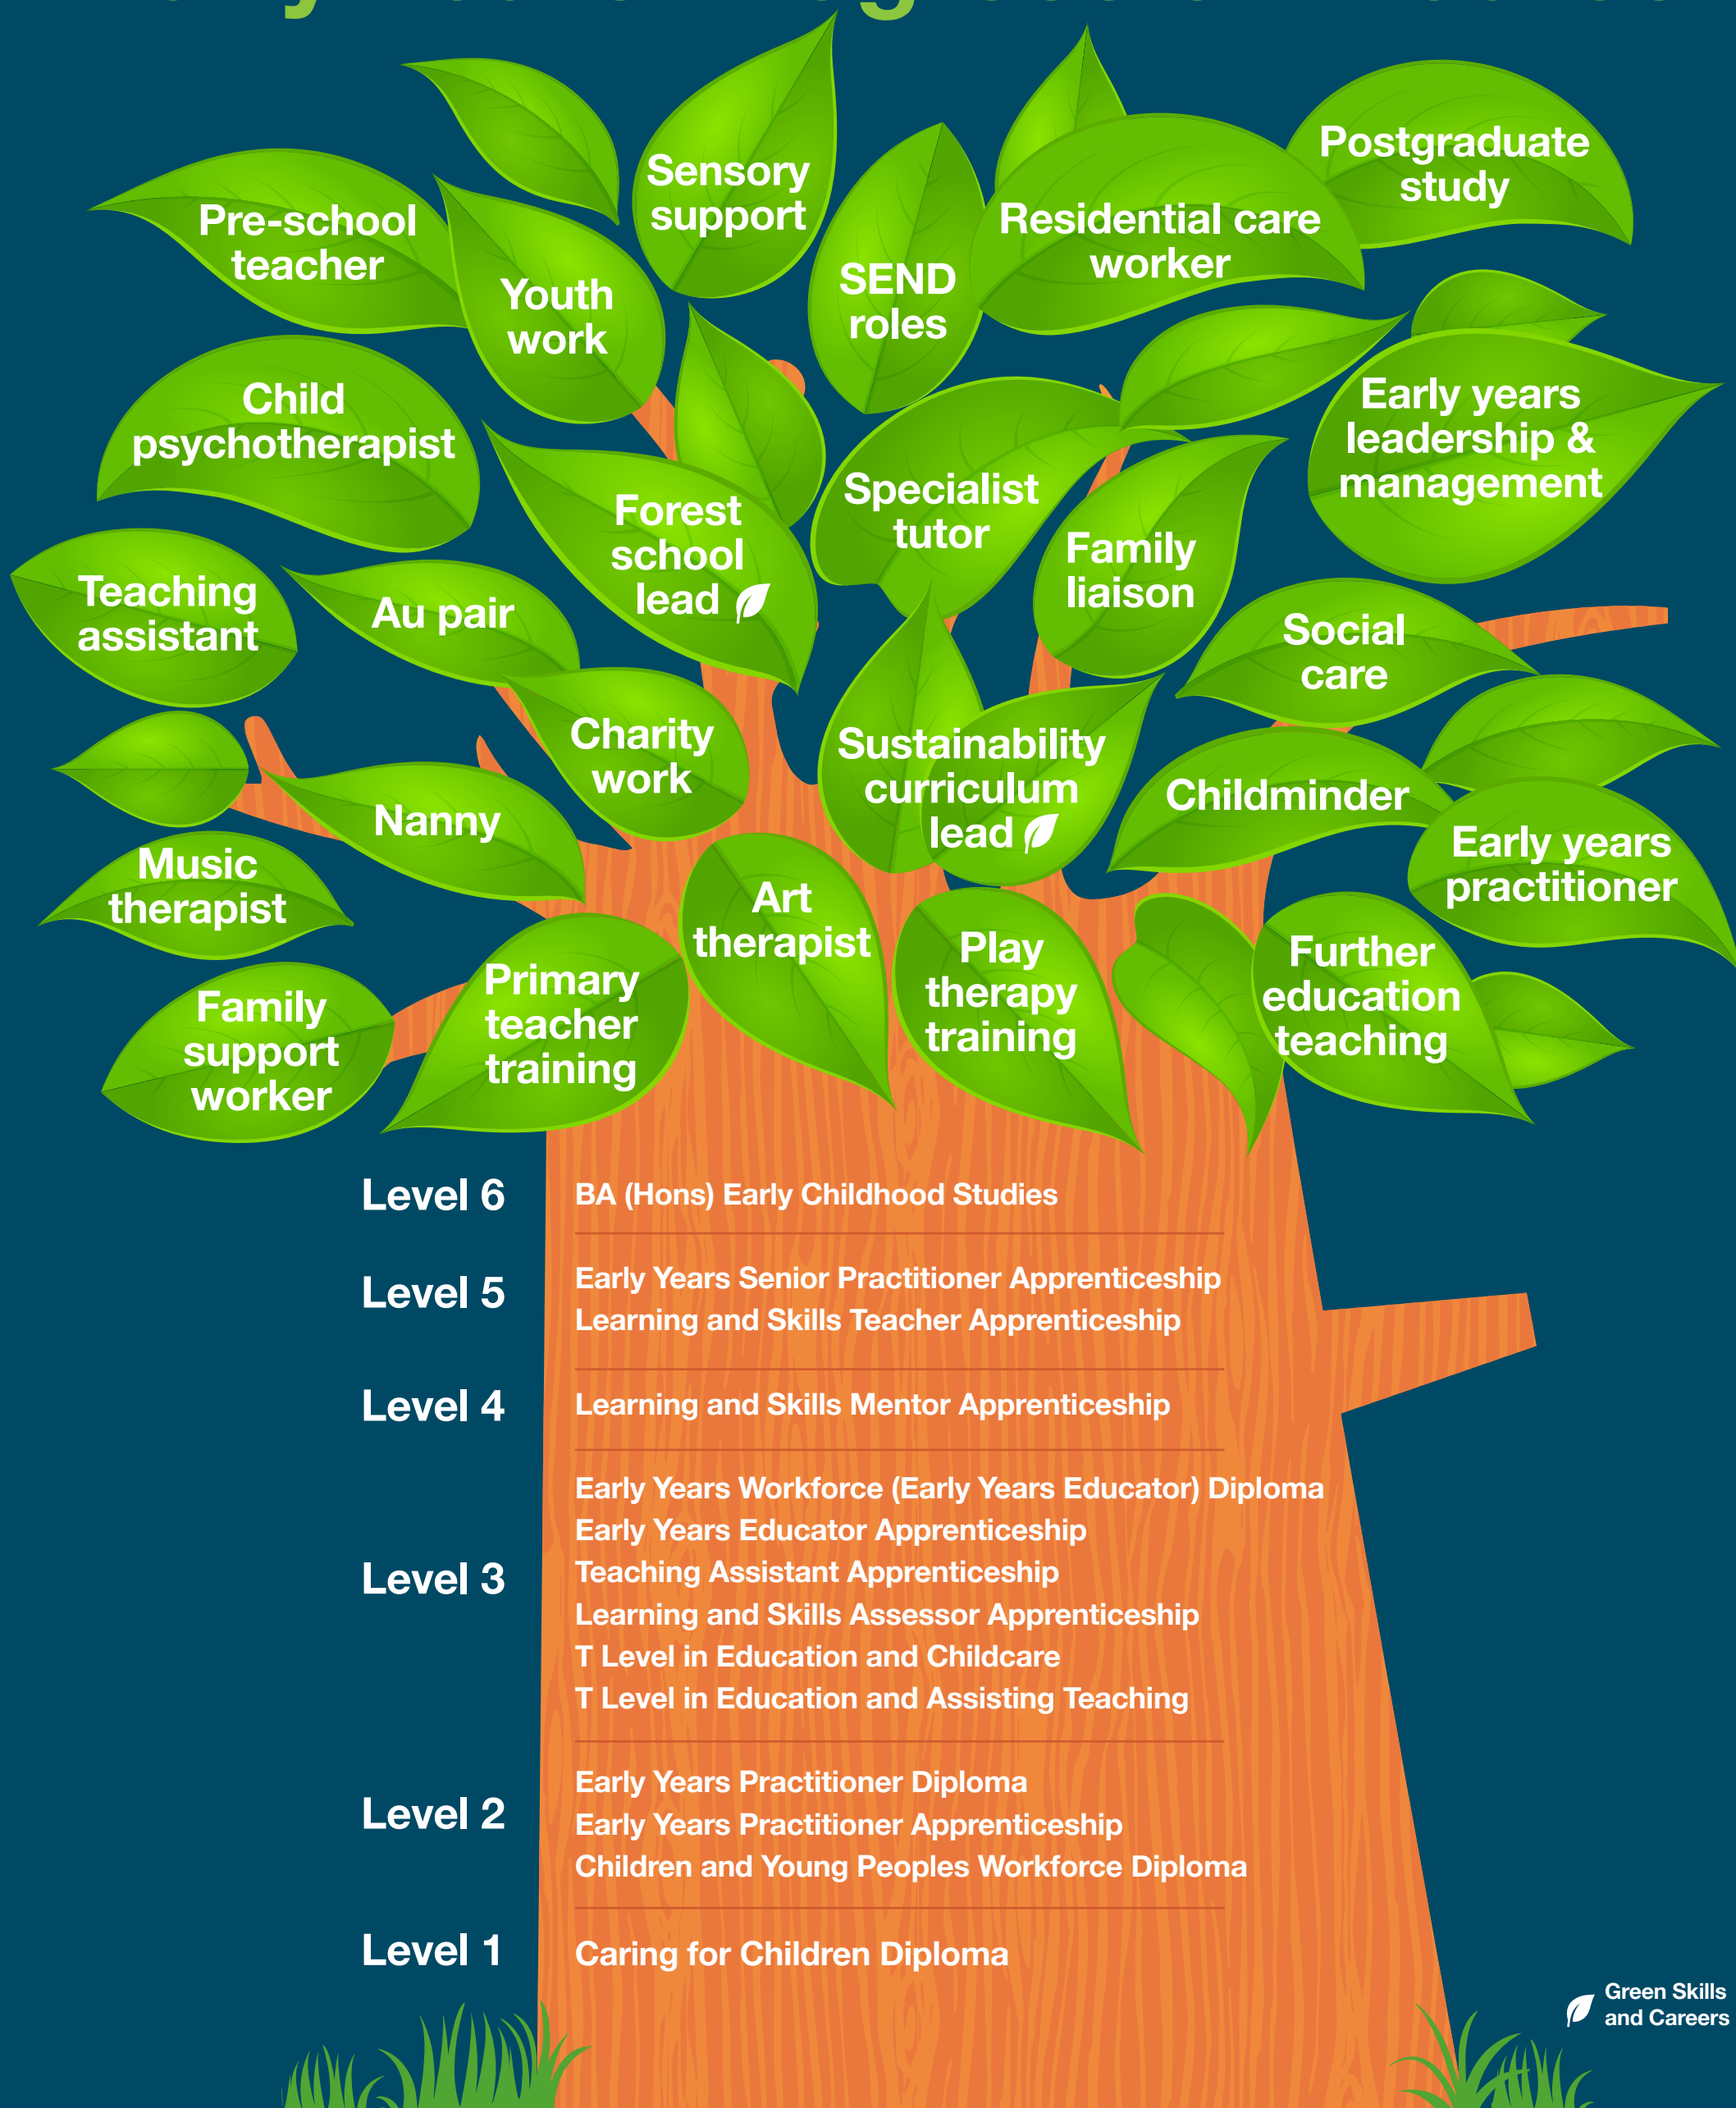 Sensory
support
Postgraduate
study
Pre-school
teacher
Residential care
worker
Youth
work
SEND
roles
Child
psychotherapist
Early years
leadership &
management
Forest
school
lead
Specialist
tutor
Family
liaison
Teaching
assistant
Au pair
Social
care
Charity
work
Sustainability
curriculum
lead
Childminder
Nanny
Early years
practitioner
Music
therapist
Art
therapist
Play
therapy
training
Further
education
teaching
Primary
teacher
training
Family
support
worker
Level 6
BA (Hons) Early Childhood Studies
Level 5
Early Years Senior Practitioner Apprenticeship
Learning and Skills Teacher Apprenticeship
Level 4
Learning and Skills Mentor Apprenticeship
Level 3
Early Years Workforce (Early Years Educator) Diploma
Early Years Educator Apprenticeship
Teaching Assistant Apprenticeship
Learning and Skills Assessor Apprenticeship
T Level in Education and Childcare
T Level in Education and Assisting Teaching
Level 2
Early Years Practitioner Diploma
Early Years Practitioner Apprenticeship
Children and Young Peoples Workforce Diploma
Level 1
Caring for Children Diploma
Green Skills
and Careers